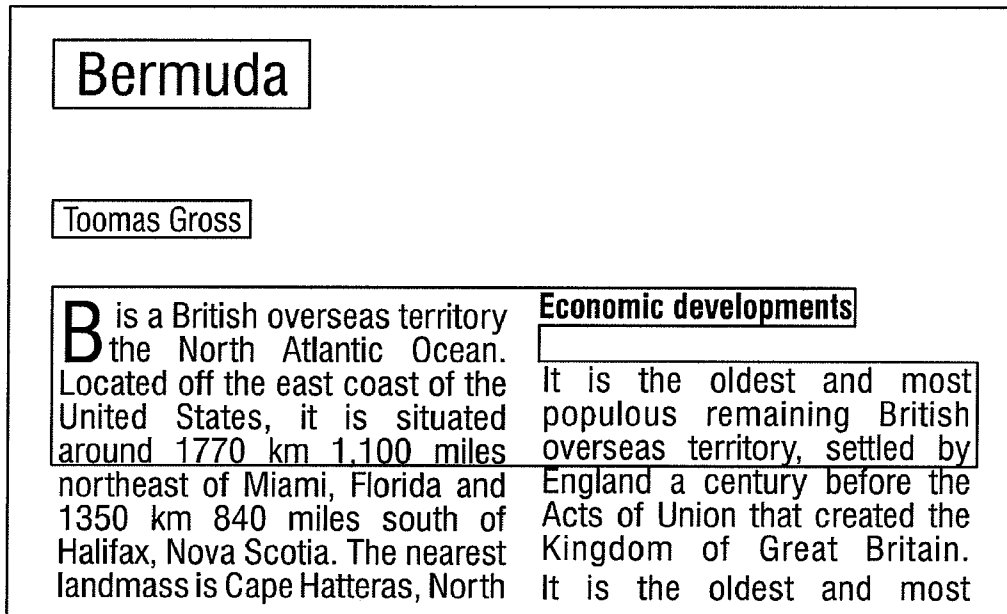 Bermuda
Toomas Gross
B is a British overseas territory
the North Atlantic Ocean.
Located off the east coast of the
United States, it is situated
around 1770 km 1,100 miles
northeast of Miami, Florida and
1350 km 840 miles south of
Halifax, Nova Scotia. The nearest
landmass is Cape Hatteras, North
Economic developments
It is the oldest and most
populous remaining British
overseas territory, settled by
England a century before the
Acts of Union that created the
Kingdom of Great Britain.
It is the oldest and most